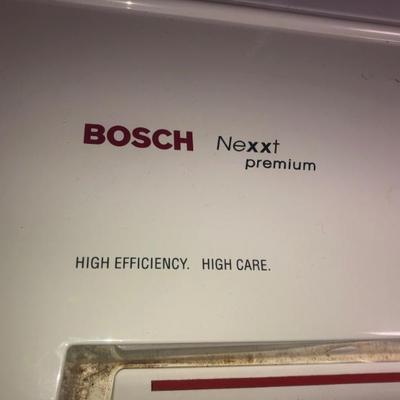 BOSCH Nexxt
premium
HIGH EFFICIENCY. HIGH CARE.